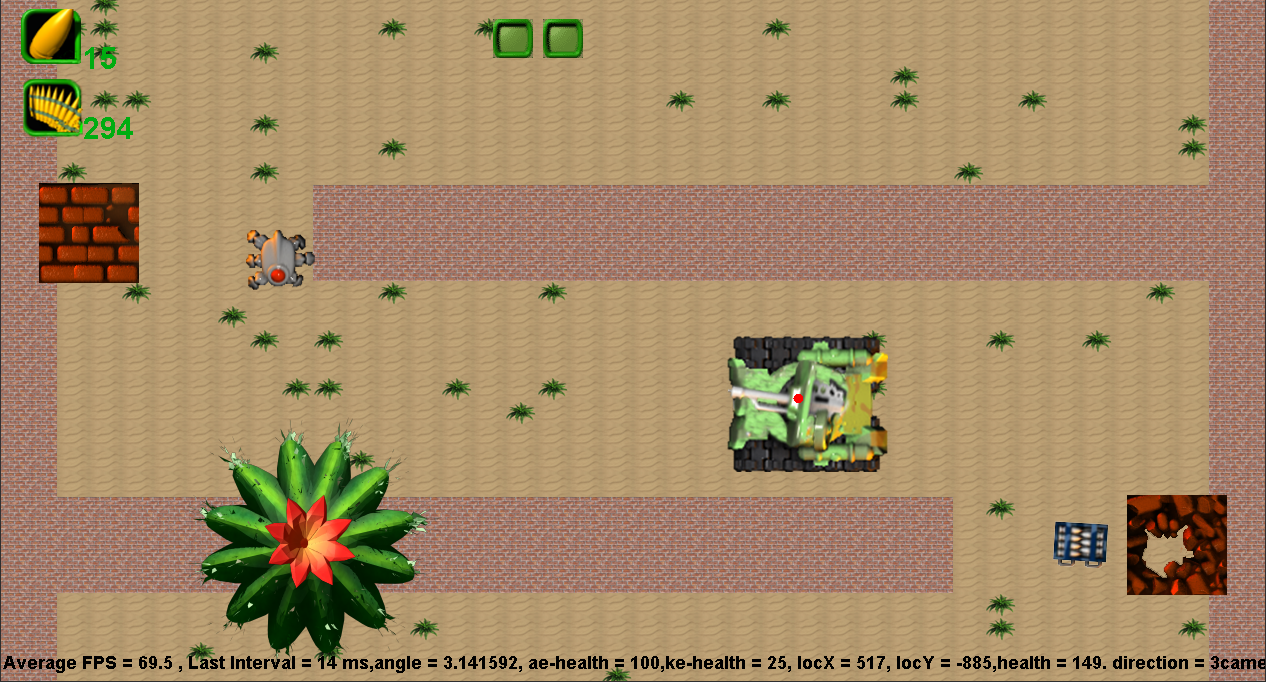 15
294
Average FPS = 69.5 , Last Interval = 14 ms,angle = 3.141592, ae-health = 100,ke-health = 25, locX = 517, locY = -885,health = 149. direction = 3came